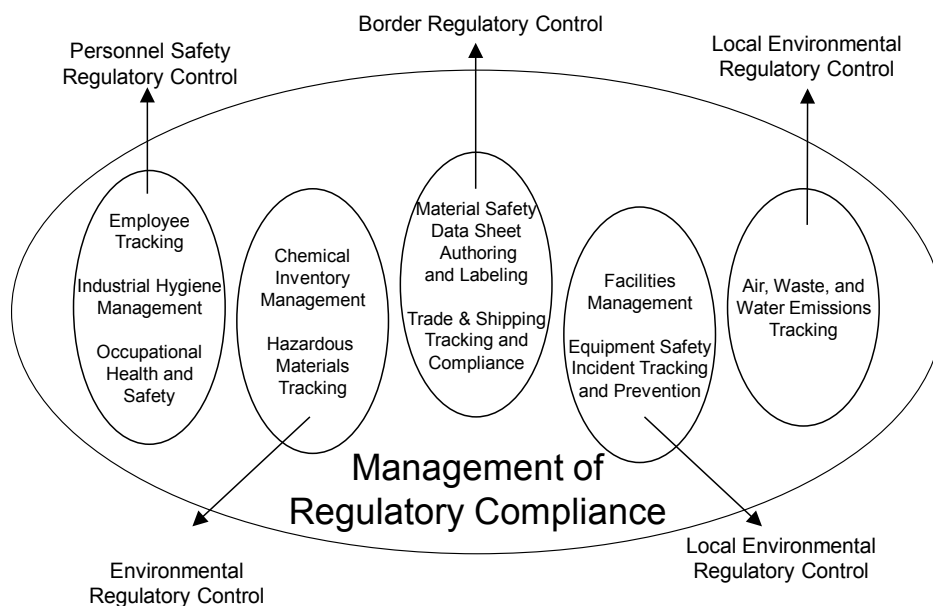 Border Regulatory Control
Personnel Safety
Regulatory Control
Local Environmental
Regulatory Control
Employee
Tracking
Industrial Hygiene
Management
Occupational
Health and
Safety
Chemical
Inventory
Management
Hazardous
Materials
Tracking
Material Safety
Data Sheet
Authoring
and Labeling
Trade & Shipping
Tracking and
Compliance
Facilities
Management
Equipment Safety
Incident Tracking
and Prevention
Air, Waste, and
Water Emissions
Tracking
Management of
Regulatory Compliance
Environmental
Regulatory Control
Local Environmental
Regulatory Control